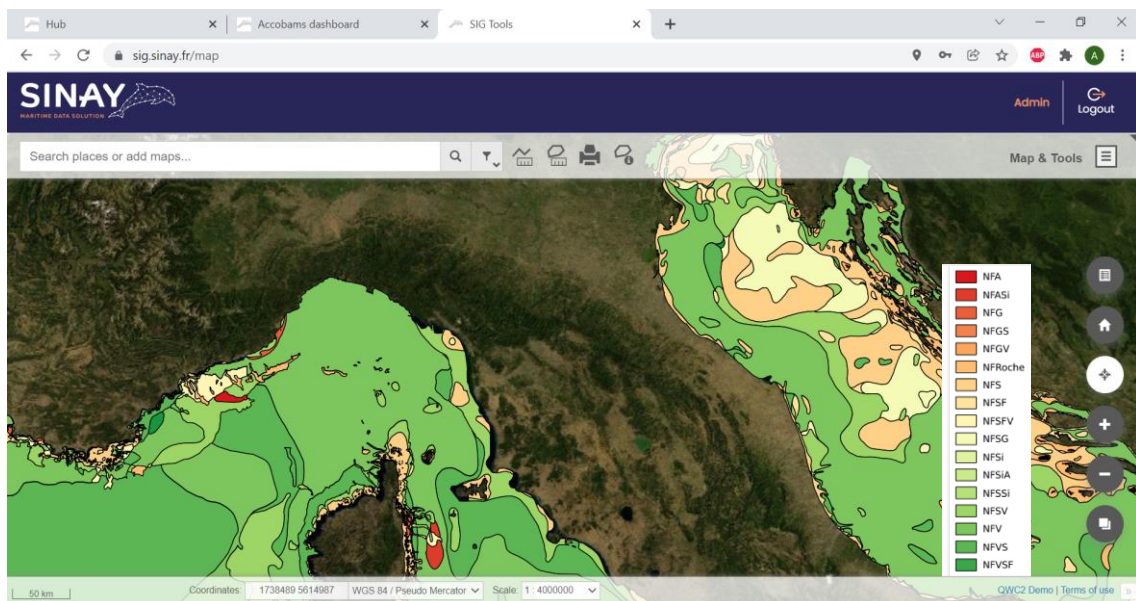 Hub
Accobams dashboard
SIG Tools
sig.sinay.fr/map
ABP
A
SINAY
MARITIME DATA SOLUTION
Admin
Logout
Search places or add maps...
Map & Tools
NFA
NFASi
NFG
NFGS
NFGV
NFRoche
NFS
NFSF
NFSFV
NFSG
NFSi
NFSiA
NFSSi
NFSV
NFV
NFVS
NFVSF
50 km
Coordinates: 1738489 5614987 WGS 84 / Pseudo Mercator Scale: 1 : 4000000
QWC2 Demo | Terms of use